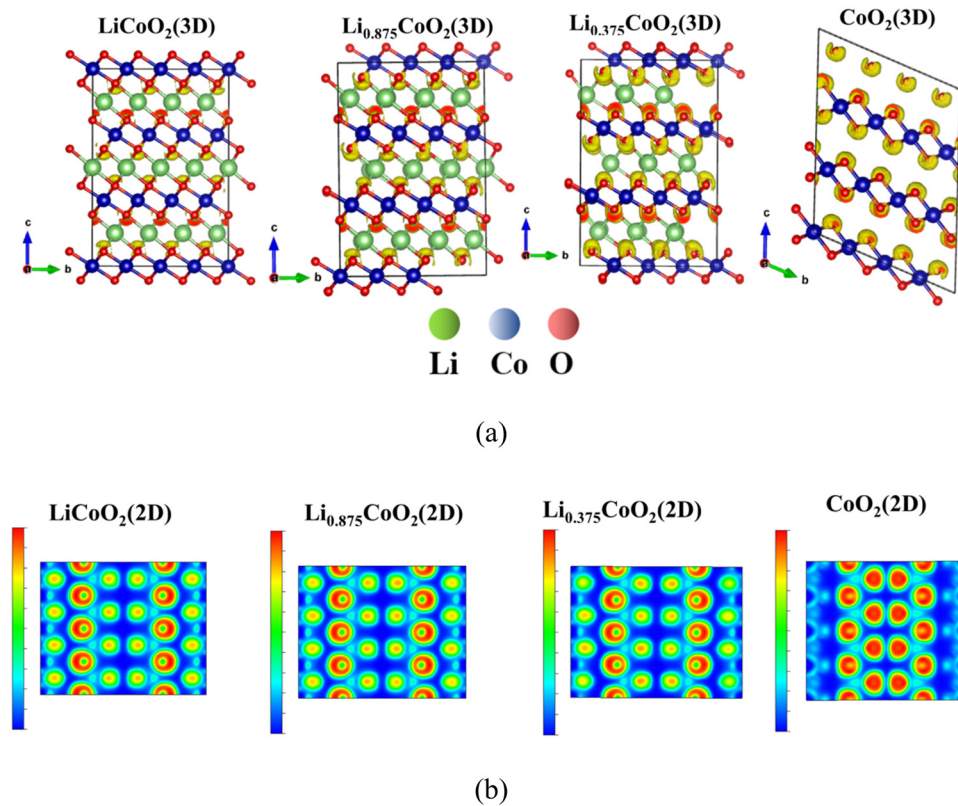 LiCoO₂(3D)
Li₀.₈₇₅CoO₂(3D)
Li₀.₃₇₅CoO₂(3D)
CoO₂(3D)
c
b
c
b
c
b
c
b
Li Co O
(a)
LiCoO₂(2D)
Li₀.₈₇₅CoO₂(2D)
Li₀.₃₇₅CoO₂(2D)
CoO₂(2D)
(b)